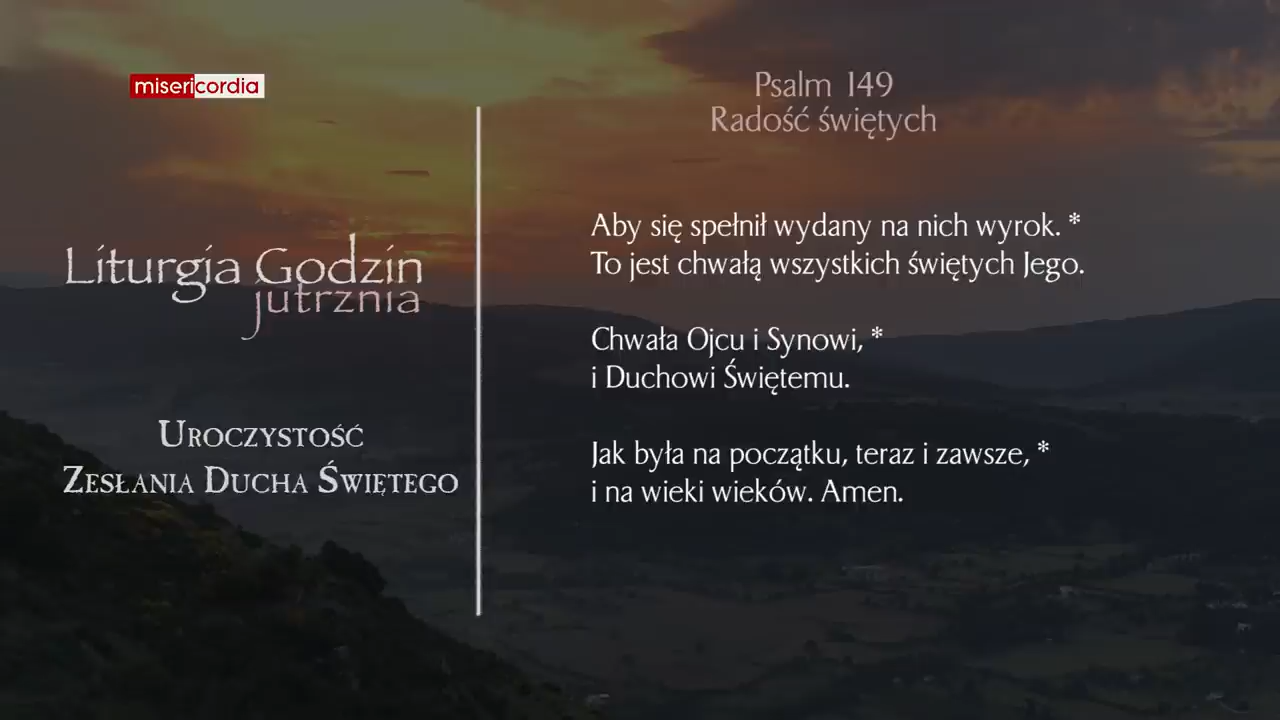 misericordia
Liturgia Godzin
jutrznia
Uroczystość
Zesłania Ducha Świętego
Psalm 149
Radość świętych
Aby się spełnił wydany na nich wyrok. *
To jest chwałą wszystkich świętych Jego.
Chwała Ojcu i Synowi, *
i Duchowi Świętemu.
Jak była na początku, teraz i zawsze, *
i na wieki wieków. Amen.